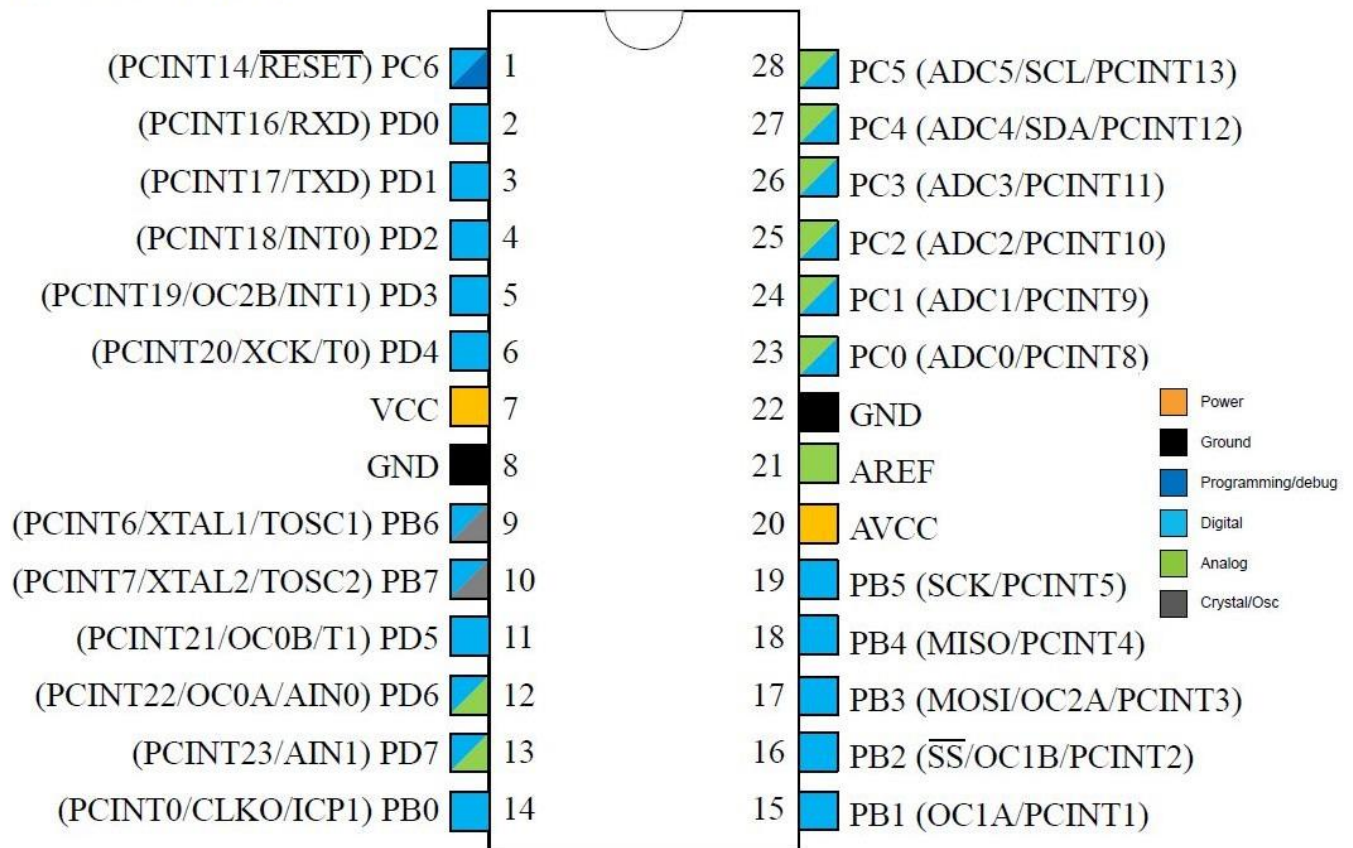 (PCINT14/RESET) PC6 1
(PCINT16/RXD) PD0 2
(PCINT17/TXD) PD1 3
(PCINT18/INT0) PD2 4
(PCINT19/OC2B/INT1) PD3 5
(PCINT20/XCK/T0) PD4 6
VCC 7
GND 8
(PCINT6/XTAL1/TOSC1) PB6 9
(PCINT7/XTAL2/TOSC2) PB7 10
(PCINT21/OC0B/T1) PD5 11
(PCINT22/OC0A/AIN0) PD6 12
(PCINT23/AIN1) PD7 13
(PCINT0/CLKO/ICP1) PB0 14
28 PC5 (ADC5/SCL/PCINT13)
27 PC4 (ADC4/SDA/PCINT12)
26 PC3 (ADC3/PCINT11)
25 PC2 (ADC2/PCINT10)
24 PC1 (ADC1/PCINT9)
23 PC0 (ADC0/PCINT8)
22 GND
21 AREF
20 AVCC
19 PB5 (SCK/PCINT5)
18 PB4 (MISO/PCINT4)
17 PB3 (MOSI/OC2A/PCINT3)
16 PB2 (SS/OC1B/PCINT2)
15 PB1 (OC1A/PCINT1)
Power
Ground
Programming/debug
Digital
Analog
Crystal/Osc